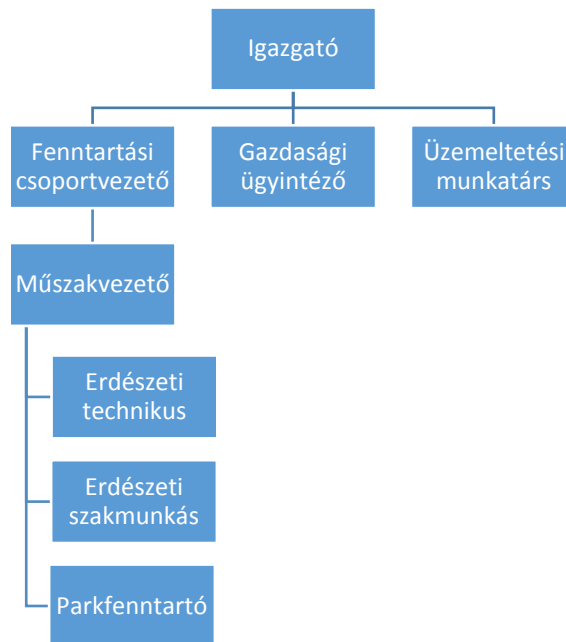 Igazgató
Fenntartási
csoportvezető
Gazdasági
ügyintéző
Üzemeltetési
munkatárs
Műszakvezető
Erdészeti
technikus
Erdészeti
szakmunkás
Parkfenntartó